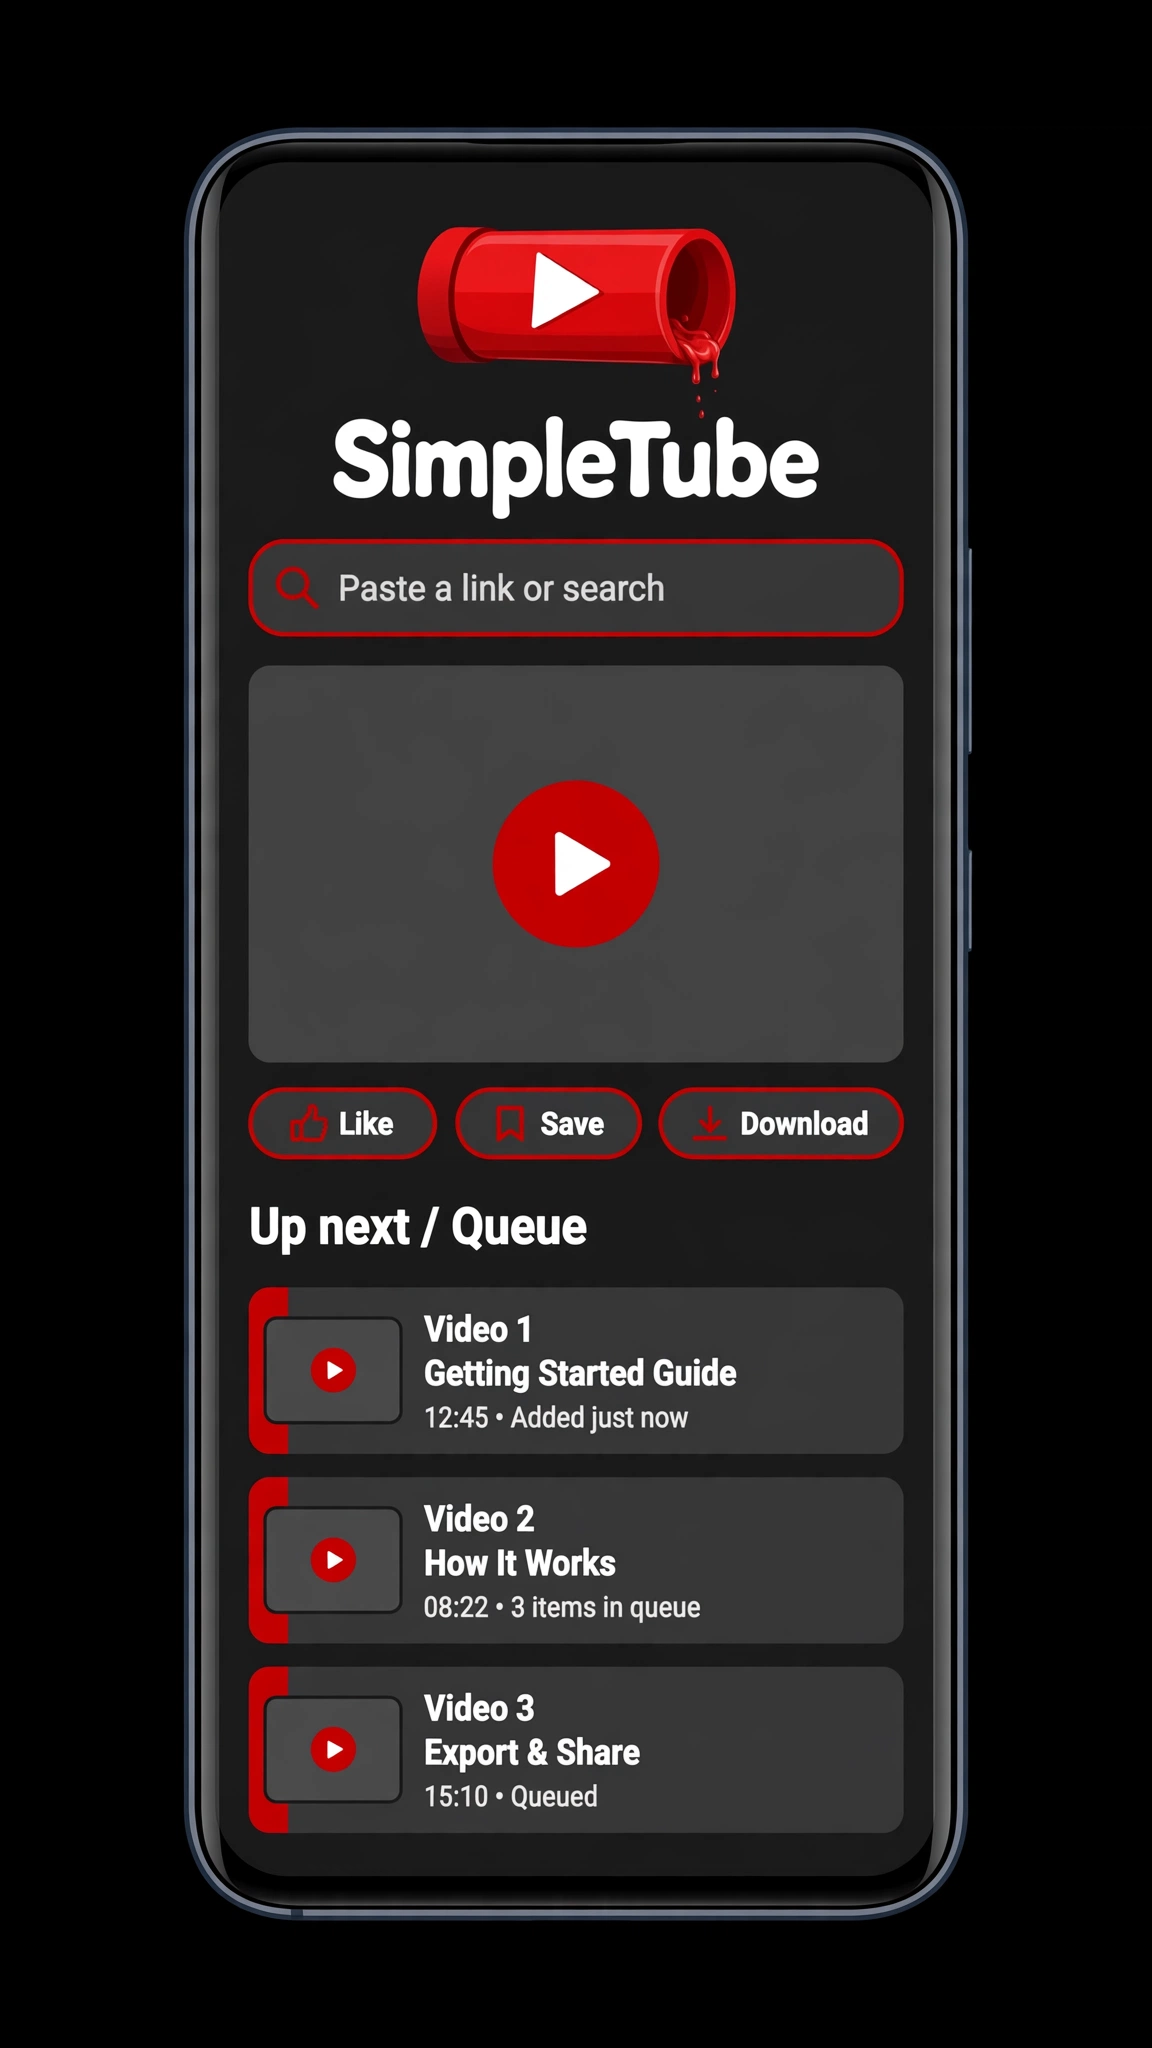 SimpleTube
Paste a link or search
Like
Save
Download
Up next / Queue
Video 1
Getting Started Guide
12:45 • Added just now
Video 2
How It Works
08:22 • 3 items in queue
Video 3
Export & Share
15:10 • Queued